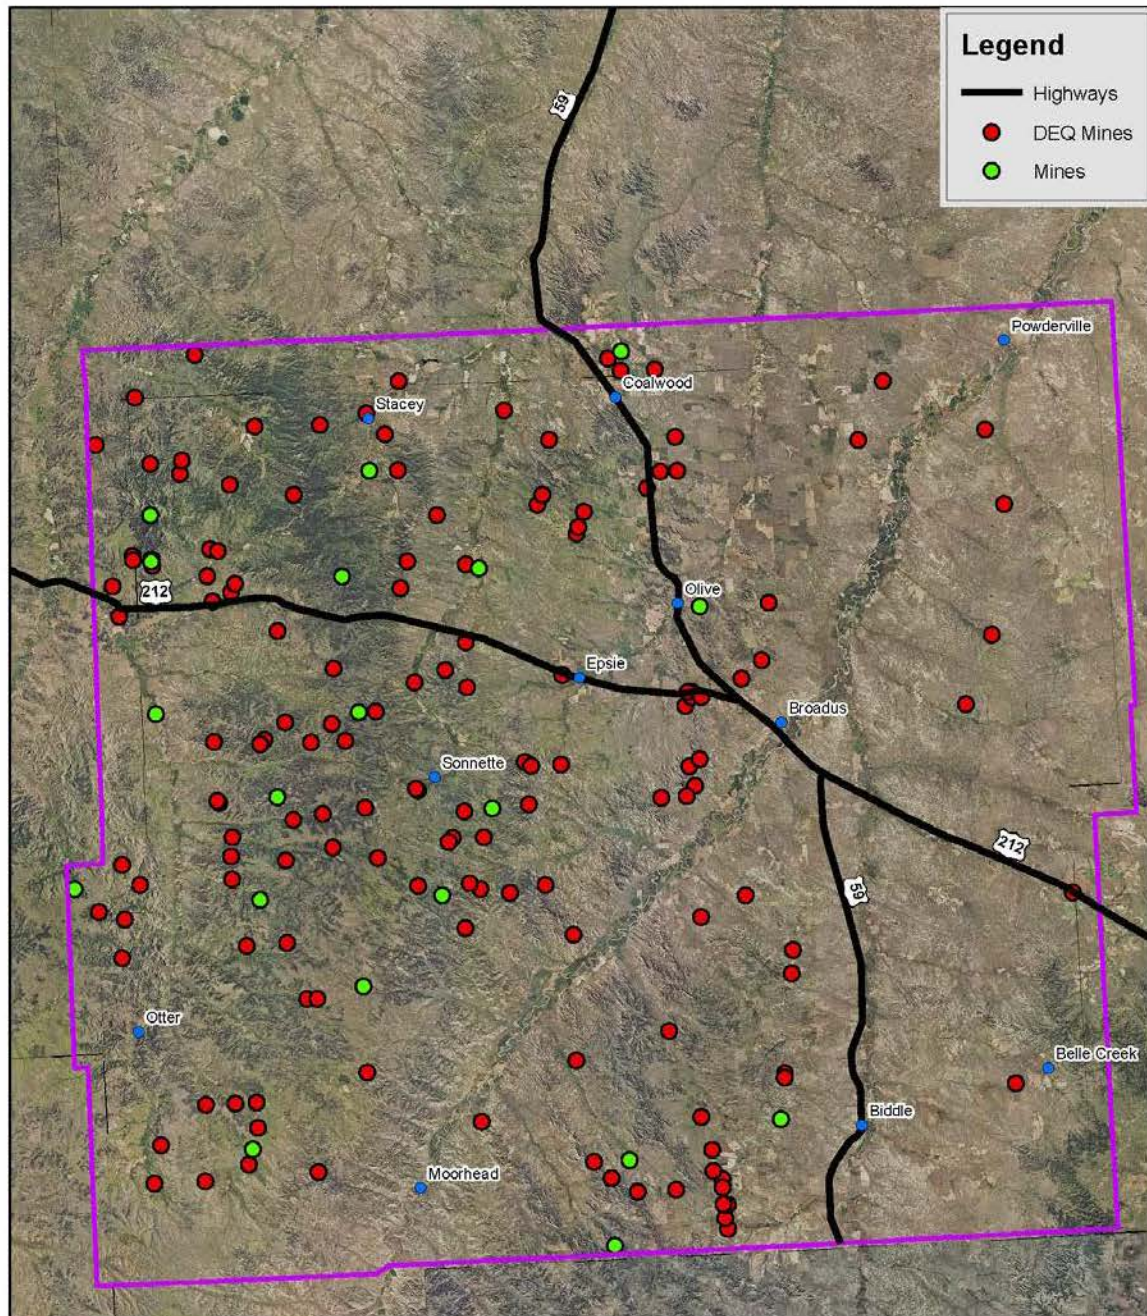 Legend
Highways
DEQ Mines
Mines
59
Powderville
Coalwood
Stacey
212
Olive
Epsie
Broadus
Sonnette
212
59
Otter
Belle Creek
Biddle
Moorhead